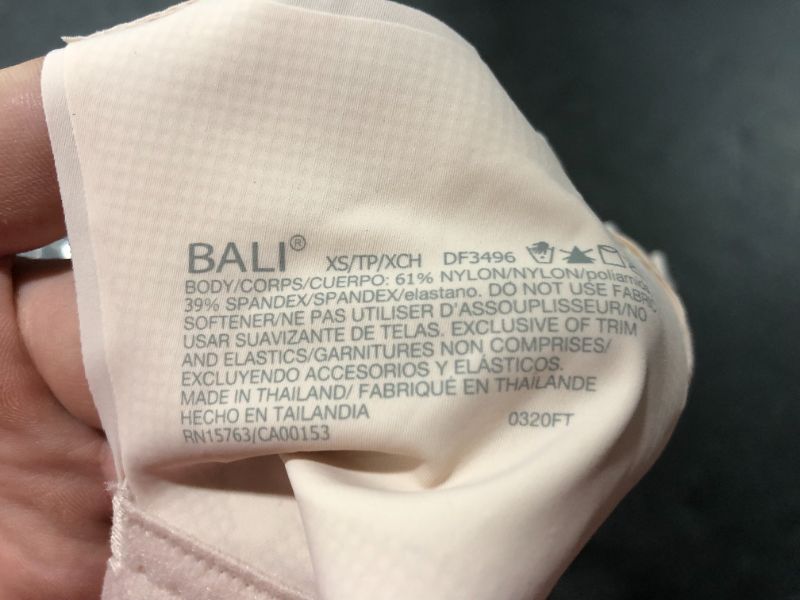 BALI® XS/TP/XCH DF3496
BODY/CORPS/CUERPO: 61% NYLON/NYLON/poliamida
39% SPANDEX/SPANDEX/elastano. DO NOT USE FABRIC
SOFTENER/NE PAS UTILISER D'ASSOUPLISSEUR/NO
USAR SUAVIZANTE DE TELAS. EXCLUSIVE OF TRIM
AND ELASTICS/GARNITURES NON COMPRISES/
EXCLUYENDO ACCESORIOS Y ELÁSTICOS.
MADE IN THAILAND/ FABRIQUÉ EN THAILANDE
HECHO EN TAILANDIA 0320FT
RN15763/CA00153